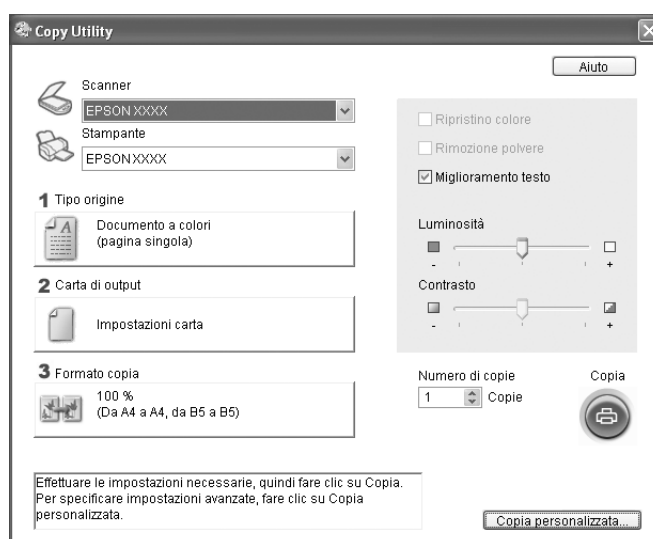 Copy Utility
Aiuto
Scanner
EPSON XXXX
Stampante
EPSON XXXX
1 Tipo origine
Documento a colori
(pagina singola)
2 Carta di output
Impostazioni carta
3 Formato copia
100 %
(Da A4 a A4, da B5 a B5)
Ripristino colore
Rimozione polvere
Miglioramento testo
Luminosità
- +
Contrasto
- +
Numero di copie
1 Copie
Copia
Effettuare le impostazioni necessarie, quindi fare clic su Copia.
Per specificare impostazioni avanzate, fare clic su Copia
personalizzata.
Copia personalizzata...